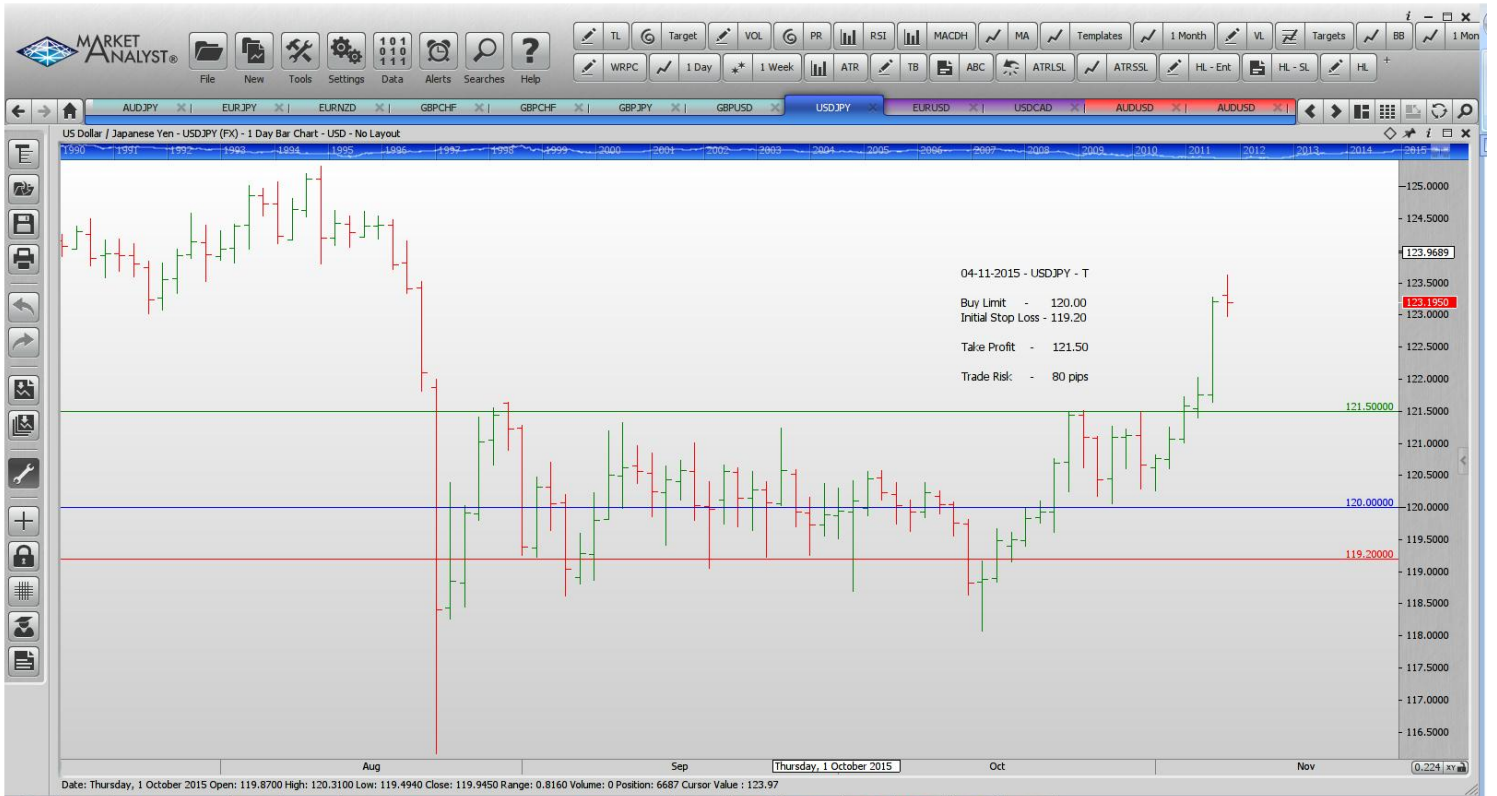 MARKET ANALYST®
File New Tools Settings Data Alerts Searches Help
TL Target VOL PR RSI MACDH MA Templates 1 Month VL Targets BB 1 Mon
WRPC 1 Day 1 Week ATR TB ABC ATRLSL ATRSSL HL - Ent HL - SL HL +
AUDJPY EURJPY EURNZD GBPCHF GBPCHF GBPJPY GBPUSD USDJPY EURUSD USDCAD AUDUSD AUDUSD
US Dollar / Japanese Yen - USDJPY (FX) - 1 Day Bar Chart - USD - No Layout
1990 1991 1992 1993 1994 1995 1996 1997 1998 1999 2000 2001 2002 2003 2004 2005 2006 2007 2008 2009 2010 2011 2012 2013 2014 2015
125.0000
124.5000
123.9689
04-11-2015 - USDJPY - T
123.5000
Buy Limit - 120.00
123.1950
Initial Stop Loss - 119.20
123.0000
Take Profit - 121.50
122.5000
Trade Risk - 80 pips
122.0000
121.50000
121.5000
121.0000
120.5000
120.00000
120.0000
119.5000
119.20000
119.0000
118.5000
118.0000
117.5000
117.0000
116.5000
Aug Sep Thursday, 1 October 2015 Oct Nov
0.224 XY
Date: Thursday, 1 October 2015 Open: 119.8700 High: 120.3100 Low: 119.4940 Close: 119.9450 Range: 0.8160 Volume: 0 Position: 6687 Cursor Value : 123.97